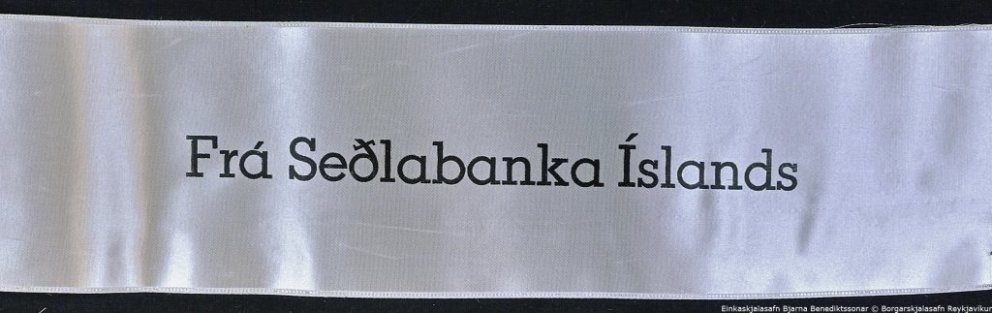 Frá Seðlabanka Íslands
Einkaskjalasafn Bjarna Benediktssonar © Borgarskjalasafn Reykjavíkur